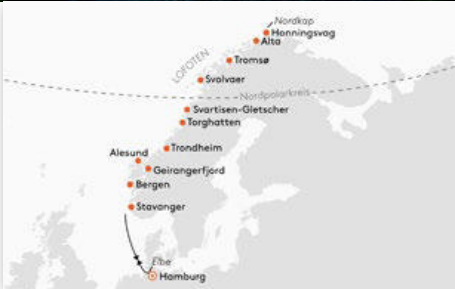 Nordkap
Honningsvag
Alta
Tromsø
LOFOTEN
Svolvaer
Nordpolarkreis
Svartisen-Gletscher
Torghatten
Trondheim
Alesund
Geirangerfjord
Bergen
Stavanger
Elbe
Hamburg